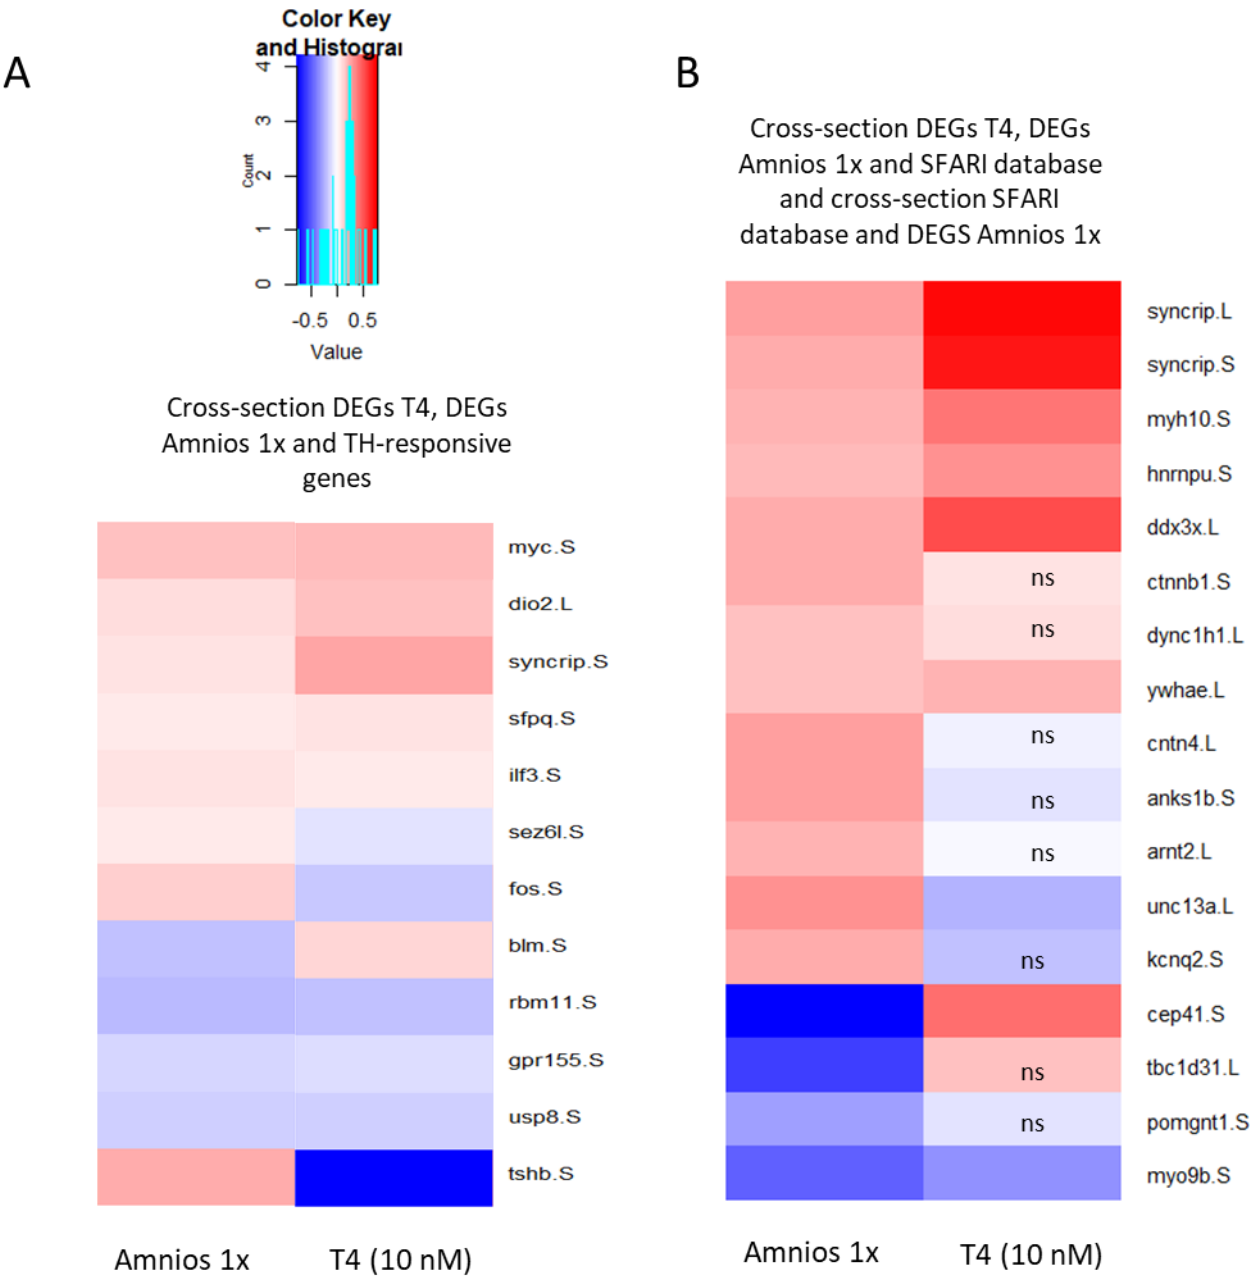 A
Color Key
and Histograr
4
3
2
1
0
Count
-0.5 0.5
Value
Cross-section DEGs T4, DEGs
Amnios 1x and TH-responsive
genes
myc.S
dio2.L
syncrip.S
sfpq.S
ilf3.S
sez6l.S
fos.S
blm.S
rbm11.S
gpr155.S
usp8.S
tshb.S
Amnios 1x T4 (10 nM)
B
Cross-section DEGs T4, DEGs
Amnios 1x and SFARI database
and cross-section SFARI
database and DEGS Amnios 1x
syncrip.L
syncrip.S
myh10.S
hnrnpu.S
ddx3x.L
ns ctnnb1.S
ns dync1h1.L
ywhae.L
ns cntn4.L
ns anks1b.S
ns arnt2.L
unc13a.L
ns kcnq2.S
cep41.S
ns tbc1d31.L
ns pomgnt1.S
myo9b.S
Amnios 1x T4 (10 nM)